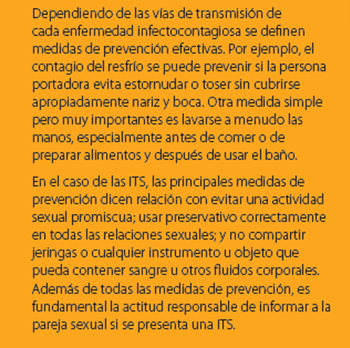 Dependiendo de las vías de transmisión de
cada enfermedad infectocontagiosa se definen
medidas de prevención efectivas. Por ejemplo, el
contagio del resfrío se puede prevenir si la persona
portadora evita estornudar o toser sin cubrirse
apropiadamente nariz y boca. Otra medida simple
pero muy importantes es lavarse a menudo las
manos, especialmente antes de comer o de
preparar alimentos y después de usar el baño.
En el caso de las ITS, las principales medidas de
prevención dicen relación con evitar una actividad
sexual promiscua; usar preservativo correctamente
en todas las relaciones sexuales; y no compartir
jeringas o cualquier instrumento u objeto que
pueda contener sangre u otros fluidos corporales.
Además de todas las medidas de prevención, es
fundamental la actitud responsable de informar a la
pareja sexual si se presenta una ITS.